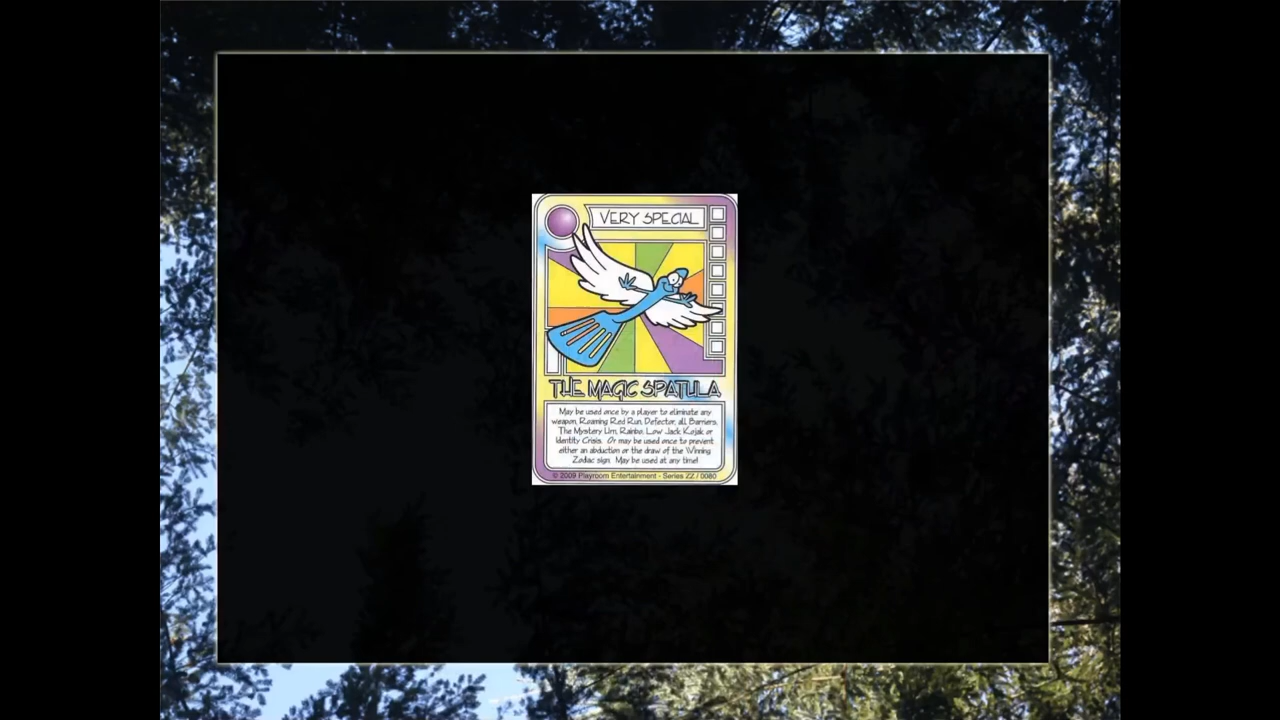 VERY SPECIAL
THE MAGIC SPATULA
May be used once by a player to eliminate any
weapon, Roaming Red Run, Defector, all Barriers,
The Mystery Urn, Rainbo, Low Jack Kojak or
Identity Crisis. Or may be used once to prevent
either an abduction or the draw of the Winning
Zodiac sign. May be used at any time!
© 2009 Playroom Entertainment - Series ZZ / 0080